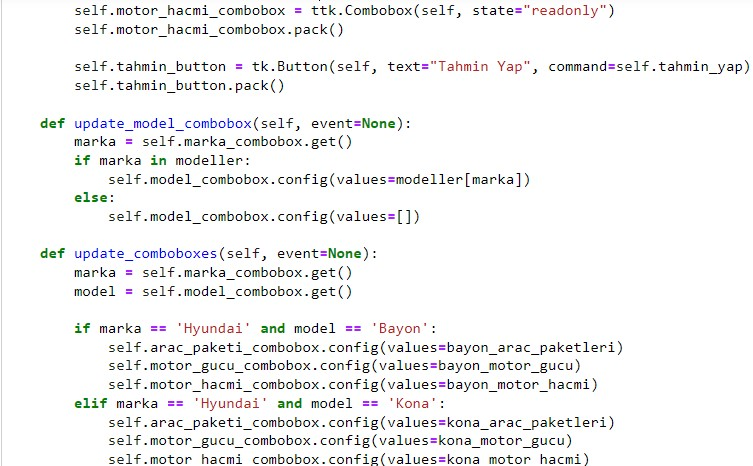 self.motor_hacmi_combobox = ttk.Combobox(self, state="readonly")
self.motor_hacmi_combobox.pack()
self.tahmin_button = tk.Button(self, text="Tahmin Yap", command=self.tahmin_yap)
self.tahmin_button.pack()
def update_model_combobox(self, event=None):
marka = self.marka_combobox.get()
if marka in modeller:
self.model_combobox.config(values=modeller[marka])
else:
self.model_combobox.config(values=[])
def update_comboboxes(self, event=None):
marka = self.marka_combobox.get()
model = self.model_combobox.get()
if marka == 'Hyundai' and model == 'Bayon':
self.arac_paketi_combobox.config(values=bayon_arac_paketleri)
self.motor_gucu_combobox.config(values=bayon_motor_gucu)
self.motor_hacmi_combobox.config(values=bayon_motor_hacmi)
elif marka == 'Hyundai' and model == 'Kona':
self.arac_paketi_combobox.config(values=kona_arac_paketleri)
self.motor_gucu_combobox.config(values=kona_motor_gucu)
self.motor_hacmi_combobox.config(values=kona_motor_hacmi)